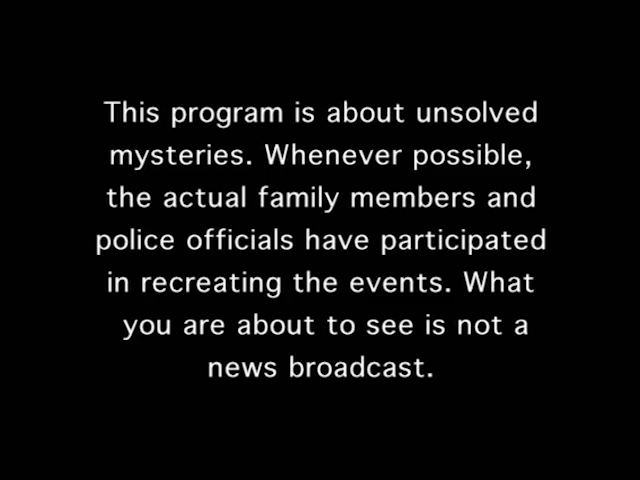 This program is about unsolved
mysteries. Whenever possible,
the actual family members and
police officials have participated
in recreating the events. What
you are about to see is not a
news broadcast.